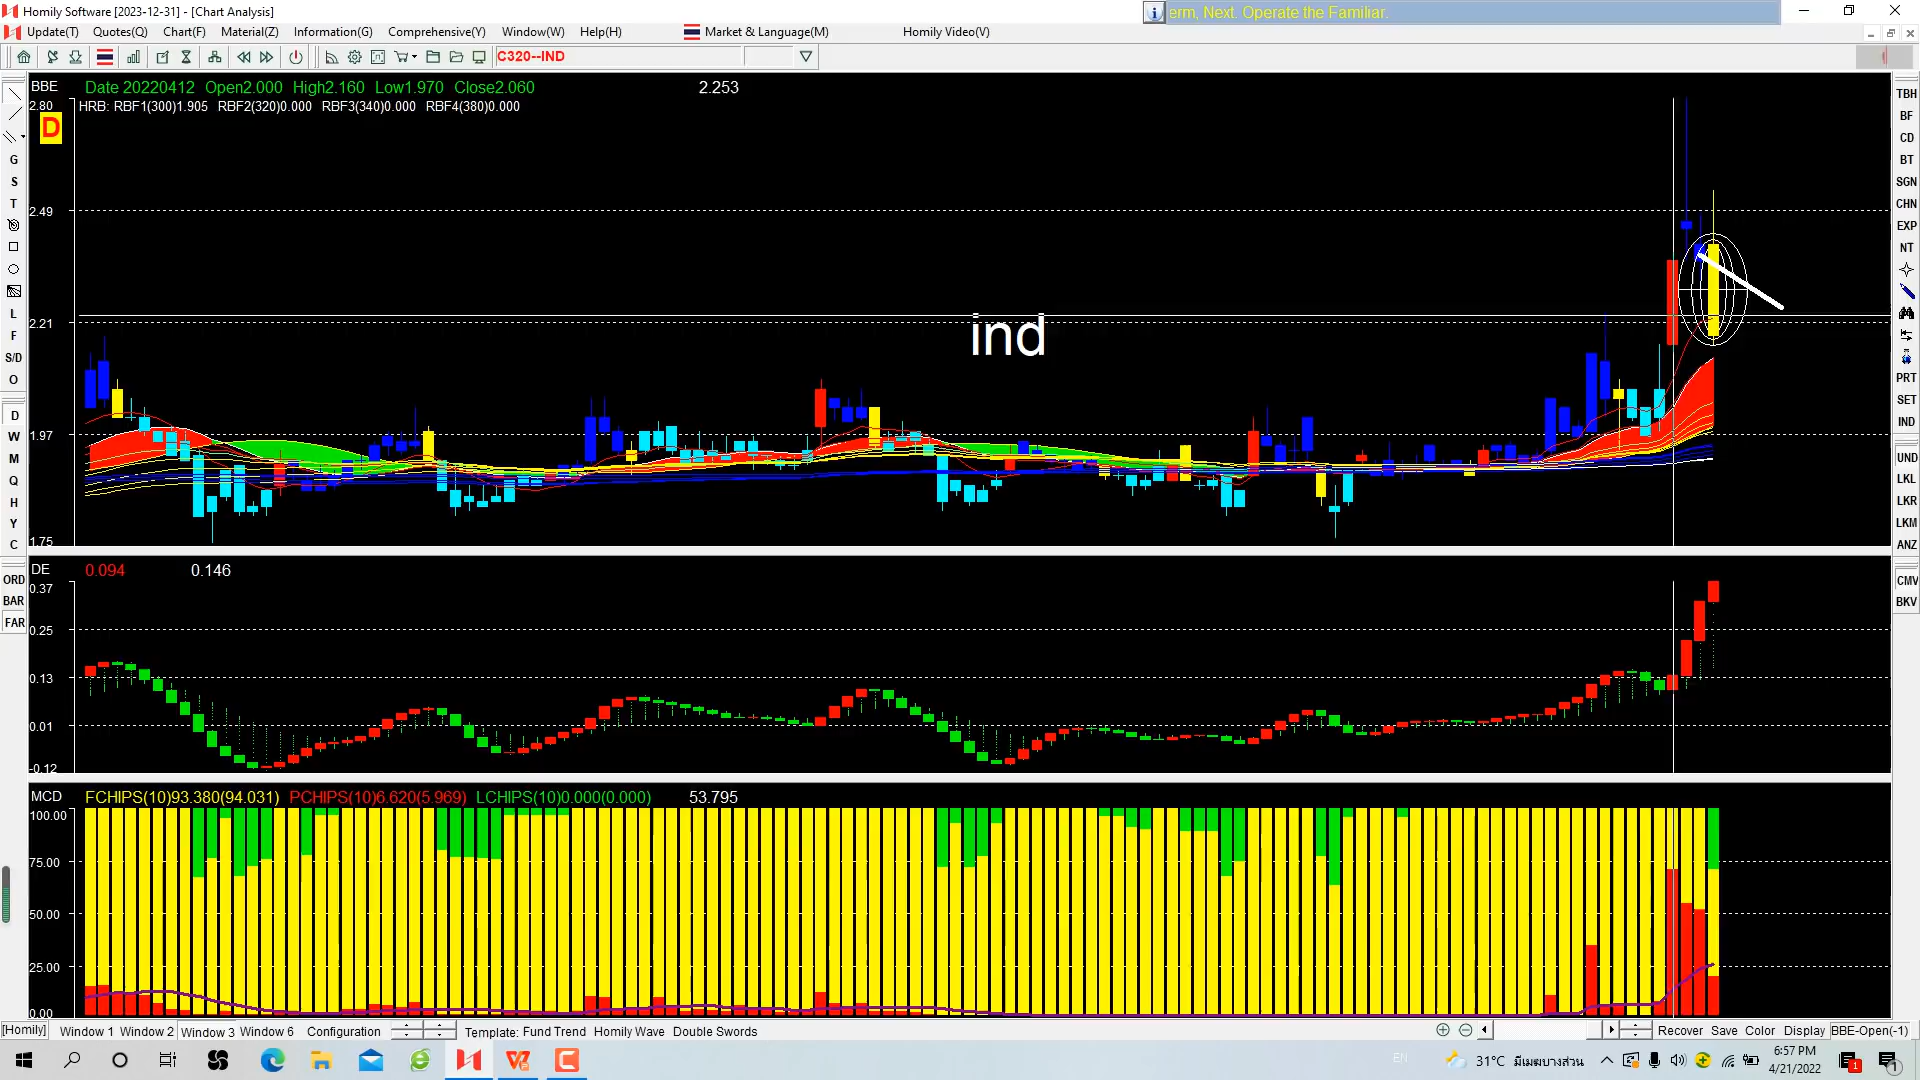 Homily Software [2023-12-31] - [Chart Analysis]
erm, Next. Operate the Familiar.
Update(T) Quotes(Q) Chart(F) Material(Z) Information(G) Comprehensive(Y) Window(W) Help(H) Market & Language(M) Homily Video(V)
C320--IND
BBE Date 20220412 Open2.000 High2.160 Low1.970 Close2.060 2.253
2.80 HRB: RBF1(300)1.905 RBF2(320)0.000 RBF3(340)0.000 RBF4(380)0.000
D
2.49
2.21
ind
1.97
1.75
DE 0.094 0.146
0.37
0.25
0.13
0.01
-0.12
MCD FCHIPS(10)93.380(94.031) PCHIPS(10)6.620(5.969) LCHIPS(10)0.000(0.000) 53.795
100.00
75.00
50.00
25.00
0.00
G
S
T
L
F
S/D
O
D
W
M
Q
H
Y
C
ORD
BAR
FAR
TBH
BF
CD
BT
SGN
CHN
EXP
NT
PRT
SET
IND
UND
LKL
LKR
LKM
ANZ
CMV
BKV
[Homily] Window 1 Window 2 Window 3 Window 6 Configuration Template: Fund Trend Homily Wave Double Swords Recover Save Color Display BBE-Open(-1)
EN 31°C มีเมฆบางส่วน 6:57 PM
4/21/2022 1 1